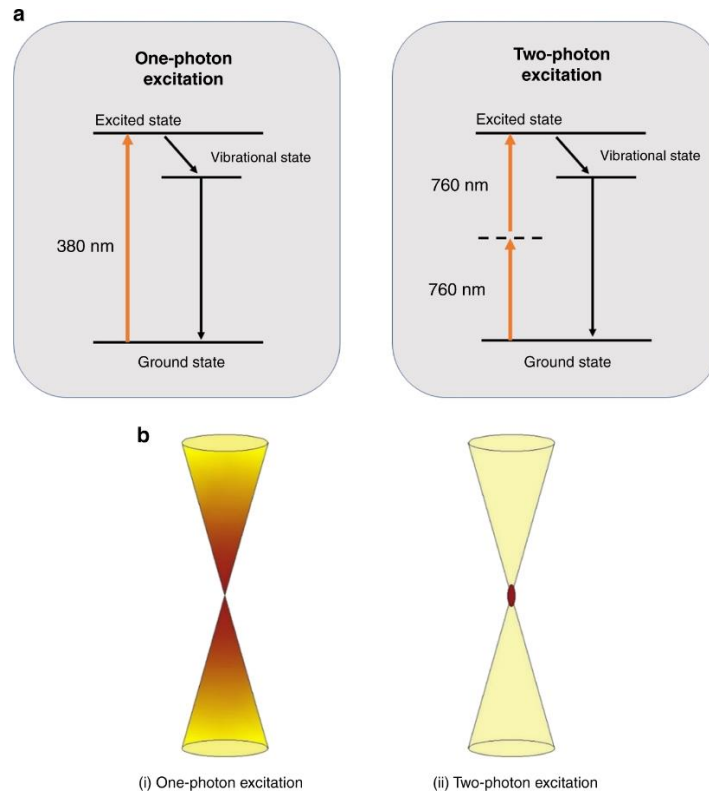 a
One-photon
excitation
Excited state
Vibrational state
380 nm
Ground state
Two-photon
excitation
Excited state
Vibrational state
760 nm
760 nm
Ground state
b
(i) One-photon excitation
(ii) Two-photon excitation